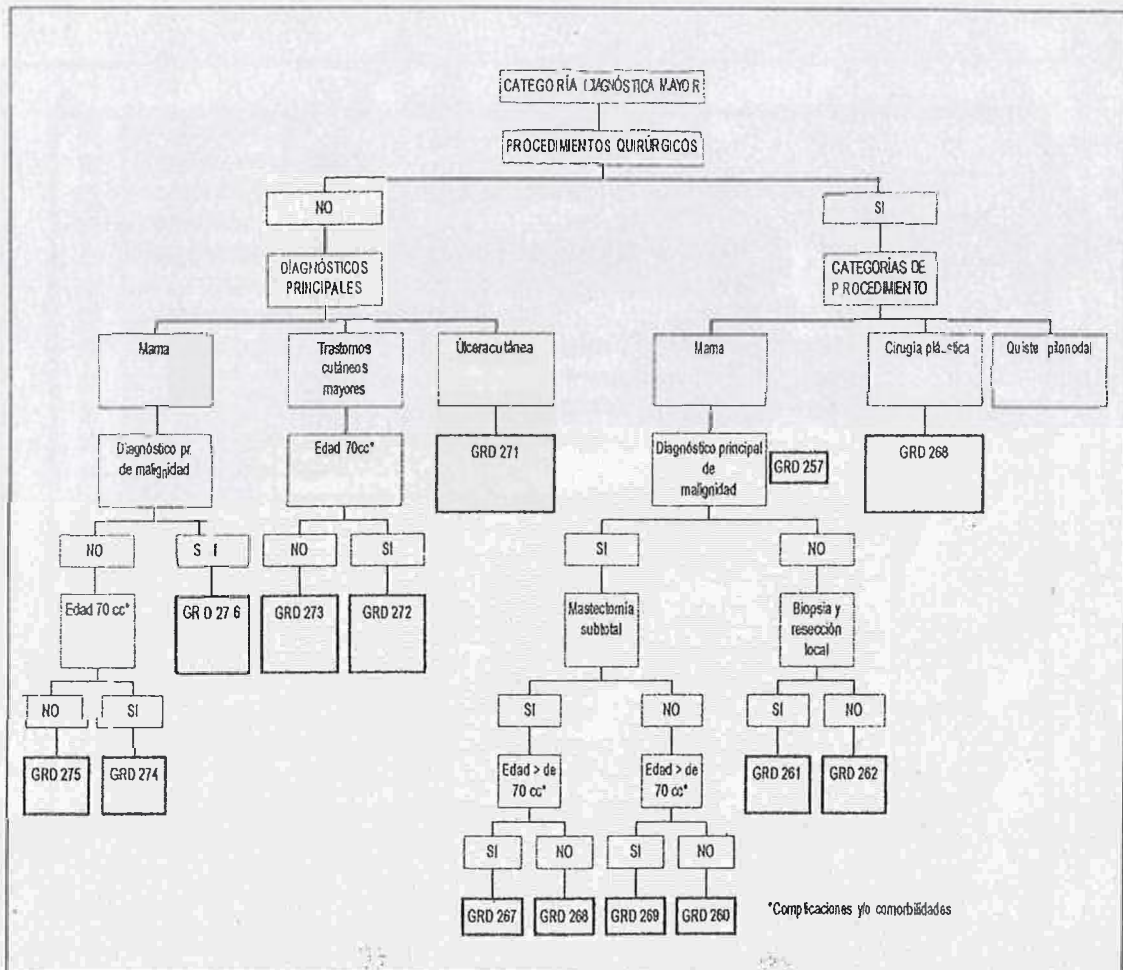 CATEGORÍA DIAGNÓSTICA MAYOR
PROCEDIMIENTOS QUIRÚRGICOS
NO
SI
DIAGNÓSTICOS
PRINCIPALES
CATEGORÍAS DE
PROCEDIMIENTO
Mama
Trastornos
cutáneos
mayores
Úlcera cutánea
Mama
Cirugía plástica
Quiste pilonodal
Diagnóstico pr.
de malignidad
Edad 70cc*
GRD 271
Diagnóstico principal
de
malignidad
GRD 257
GRD 268
NO
SI
NO
SI
SI
NO
Edad 70 cc*
GRD 276
GRD 273
GRD 272
Mastectomía
subtotal
Biopsia y
resección
local
NO
SI
SI
NO
SI
NO
GRD 275
GRD 274
Edad > de
70 cc*
Edad > de
70 cc*
GRD 261
GRD 262
SI
NO
SI
NO
GRD 267
GRD 268
GRD 269
GRD 260
*Complicaciones y/o comorbilidades